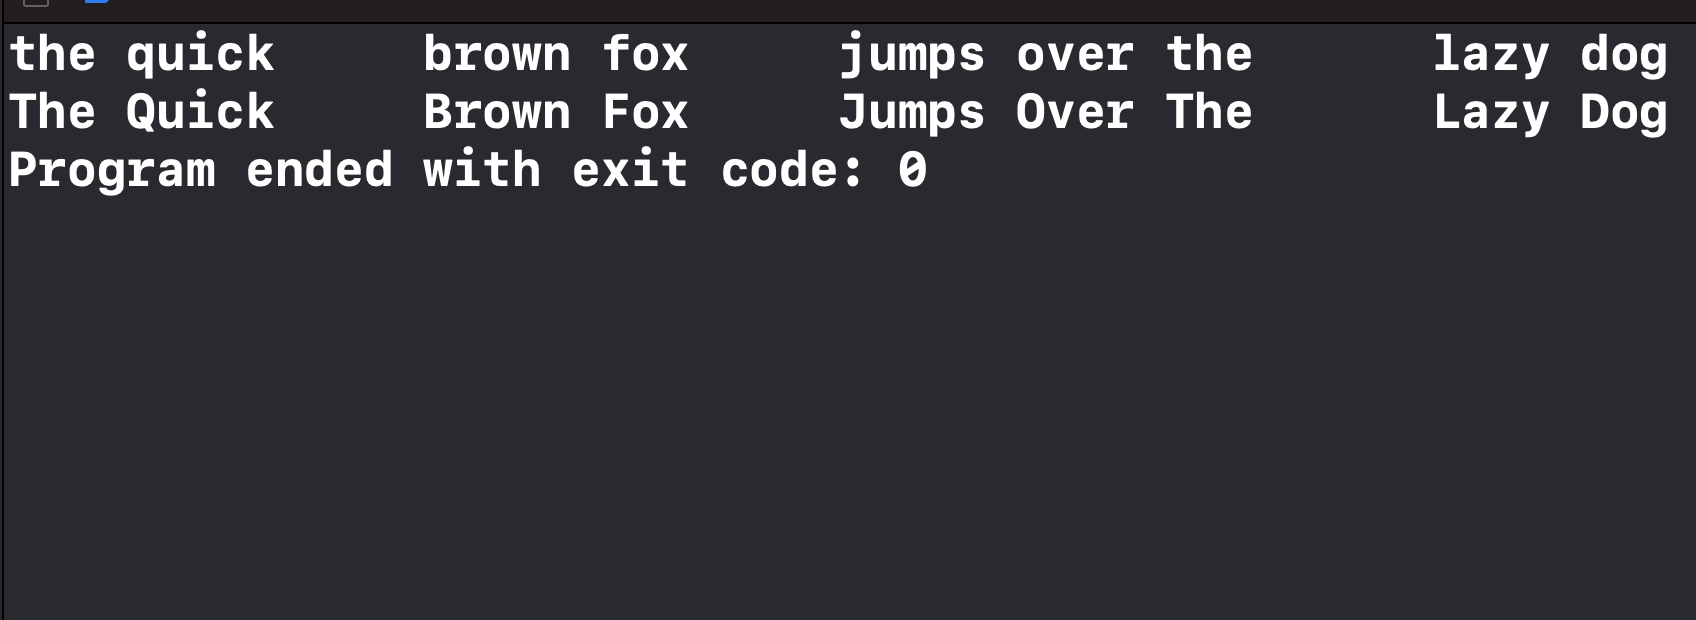 the quick     brown fox     jumps over the      lazy dog
The Quick     Brown Fox     Jumps Over The      Lazy Dog
Program ended with exit code: 0